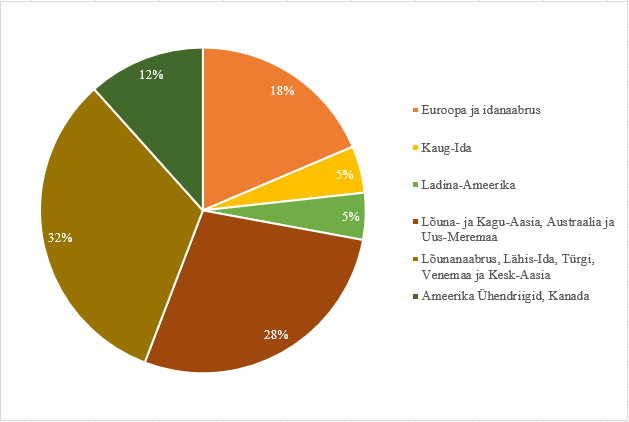 12%
18%
5%
5%
32%
28%
Euroopa ja idanaabrus
Kaug-Ida
Ladina-Ameerika
Lõuna- ja Kagu-Aasia, Austraalia ja
Uus-Meremaa
Lõunanaabrus, Lähis-Ida, Türgi,
Venemaa ja Kesk-Aasia
Ameerika Ühendriigid, Kanada